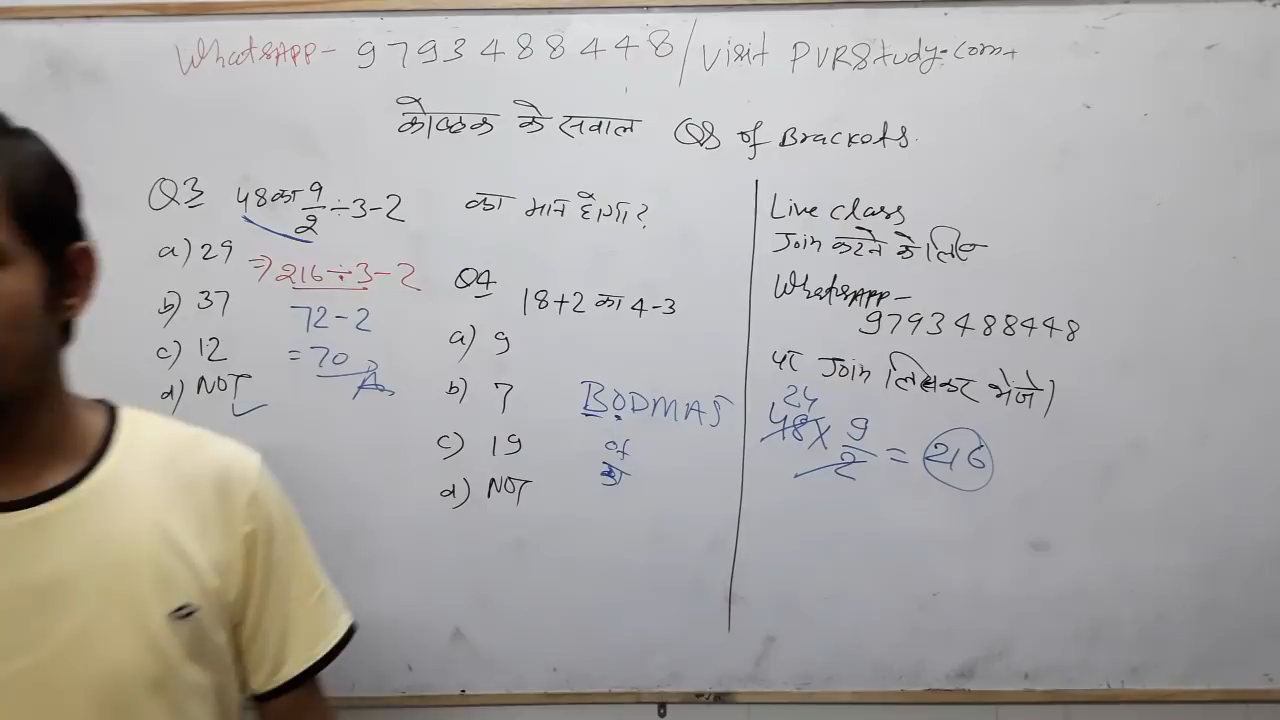 WhatsAPP- 9793488448/Visit PVRStudy.com
कोष्ठक के सवाल Qs of Brackets.
Q3 48 का 9/2 ÷ 3 - 2 का मान होगा?
a) 29
⇒ 216 ÷ 3 - 2
b) 37
72 - 2
c) 12
= 70 A
d) NOT
Q4 18+2 का 4-3
a) 9
b) 7
c) 19
d) NOT
BODMAS
of
का
Live class
Join करने के लिए
WhatsAPP-
9793488448
पर Join लिखकर भेजे।
24
48 × 9/2 = 216